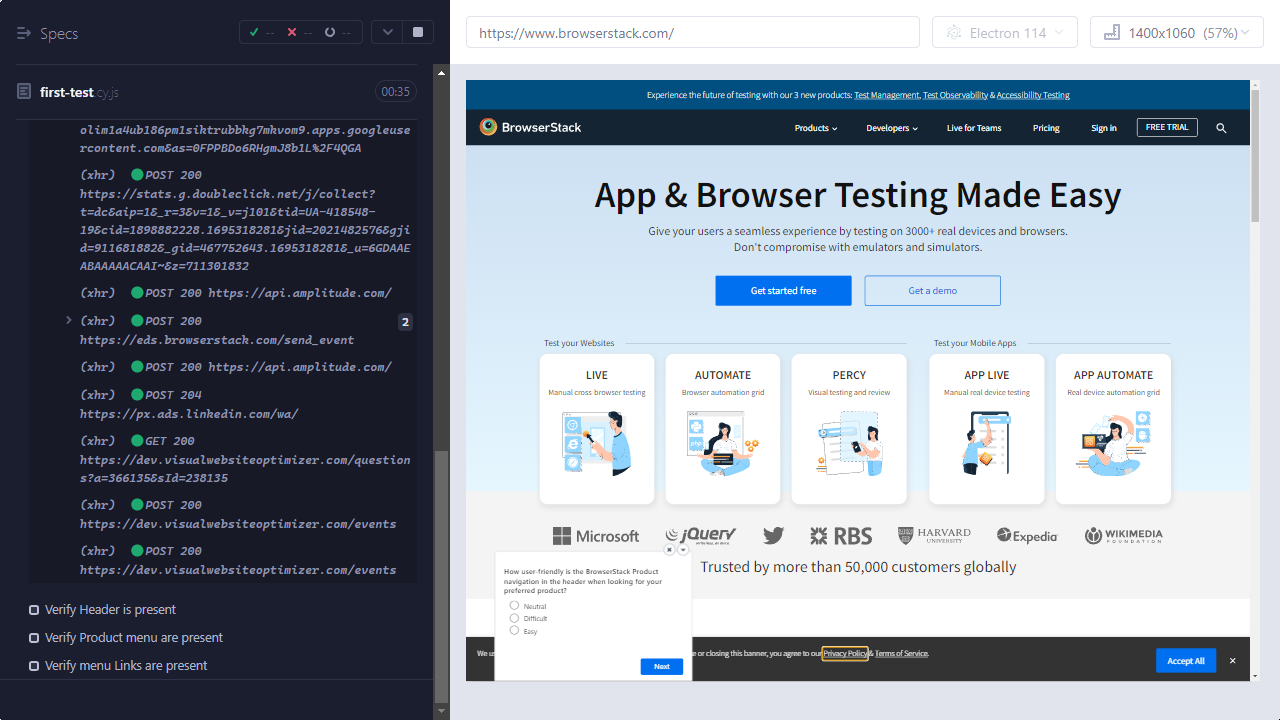 Specs
-- -- --
first-test.cy.js
00:35
olim1a4ub186pm1siktrubbkg7mkvom9.apps.googleuse
rcontent.com&as=0FPPBDo6RHgmJ8b1L%2F4QGA
(xhr) POST 200
https://stats.g.doubleclick.net/j/collect?
t=dc&aip=1&_r=3&v=1&_v=j101&tid=UA-418548-
19&cid=1898882228.1695318281&jid=2021482576&gji
d=911681882&_gid=467752643.1695318281&_u=6GDAAE
ABAAAAACAAI~&z=711301832
(xhr) POST 200 https://api.amplitude.com/
(xhr) POST 200
https://eds.browserstack.com/send_event
2
(xhr) POST 200 https://api.amplitude.com/
(xhr) POST 204
https://px.ads.linkedin.com/wa/
(xhr) GET 200
https://dev.visualwebsiteoptimizer.com/question
s?a=366135&sId=238135
(xhr) POST 200
https://dev.visualwebsiteoptimizer.com/events
(xhr) POST 200
https://dev.visualwebsiteoptimizer.com/events
Verify Header is present
Verify Product menu are present
Verify menu Links are present
https://www.browserstack.com/
Electron 114
1400x1060 (57%)
Experience the future of testing with our 3 new products: Test Management, Test Observability & Accessibility Testing
BrowserStack
Products Developers Live for Teams Pricing Sign in FREE TRIAL
App & Browser Testing Made Easy
Give your users a seamless experience by testing on 3000+ real devices and browsers.
Don't compromise with emulators and simulators.
Get started free
Get a demo
Test your Websites
Test your Mobile Apps
LIVE
Manual cross browser testing
AUTOMATE
Browser automation grid
php
PERCY
Visual testing and review
APP LIVE
Manual real device testing
APP AUTOMATE
Real device automation grid
Microsoft
jQuery
RBS
HARVARD
UNIVERSITY
Expedia
WIKIMEDIA
FOUNDATION
Trusted by more than 50,000 customers globally
How user-friendly is the BrowserStack Product
navigation in the header when looking for your
preferred product?
Neutral
Difficult
Easy
Next
We us
e or closing this banner, you agree to our Privacy Policy & Terms of Service.
Accept All